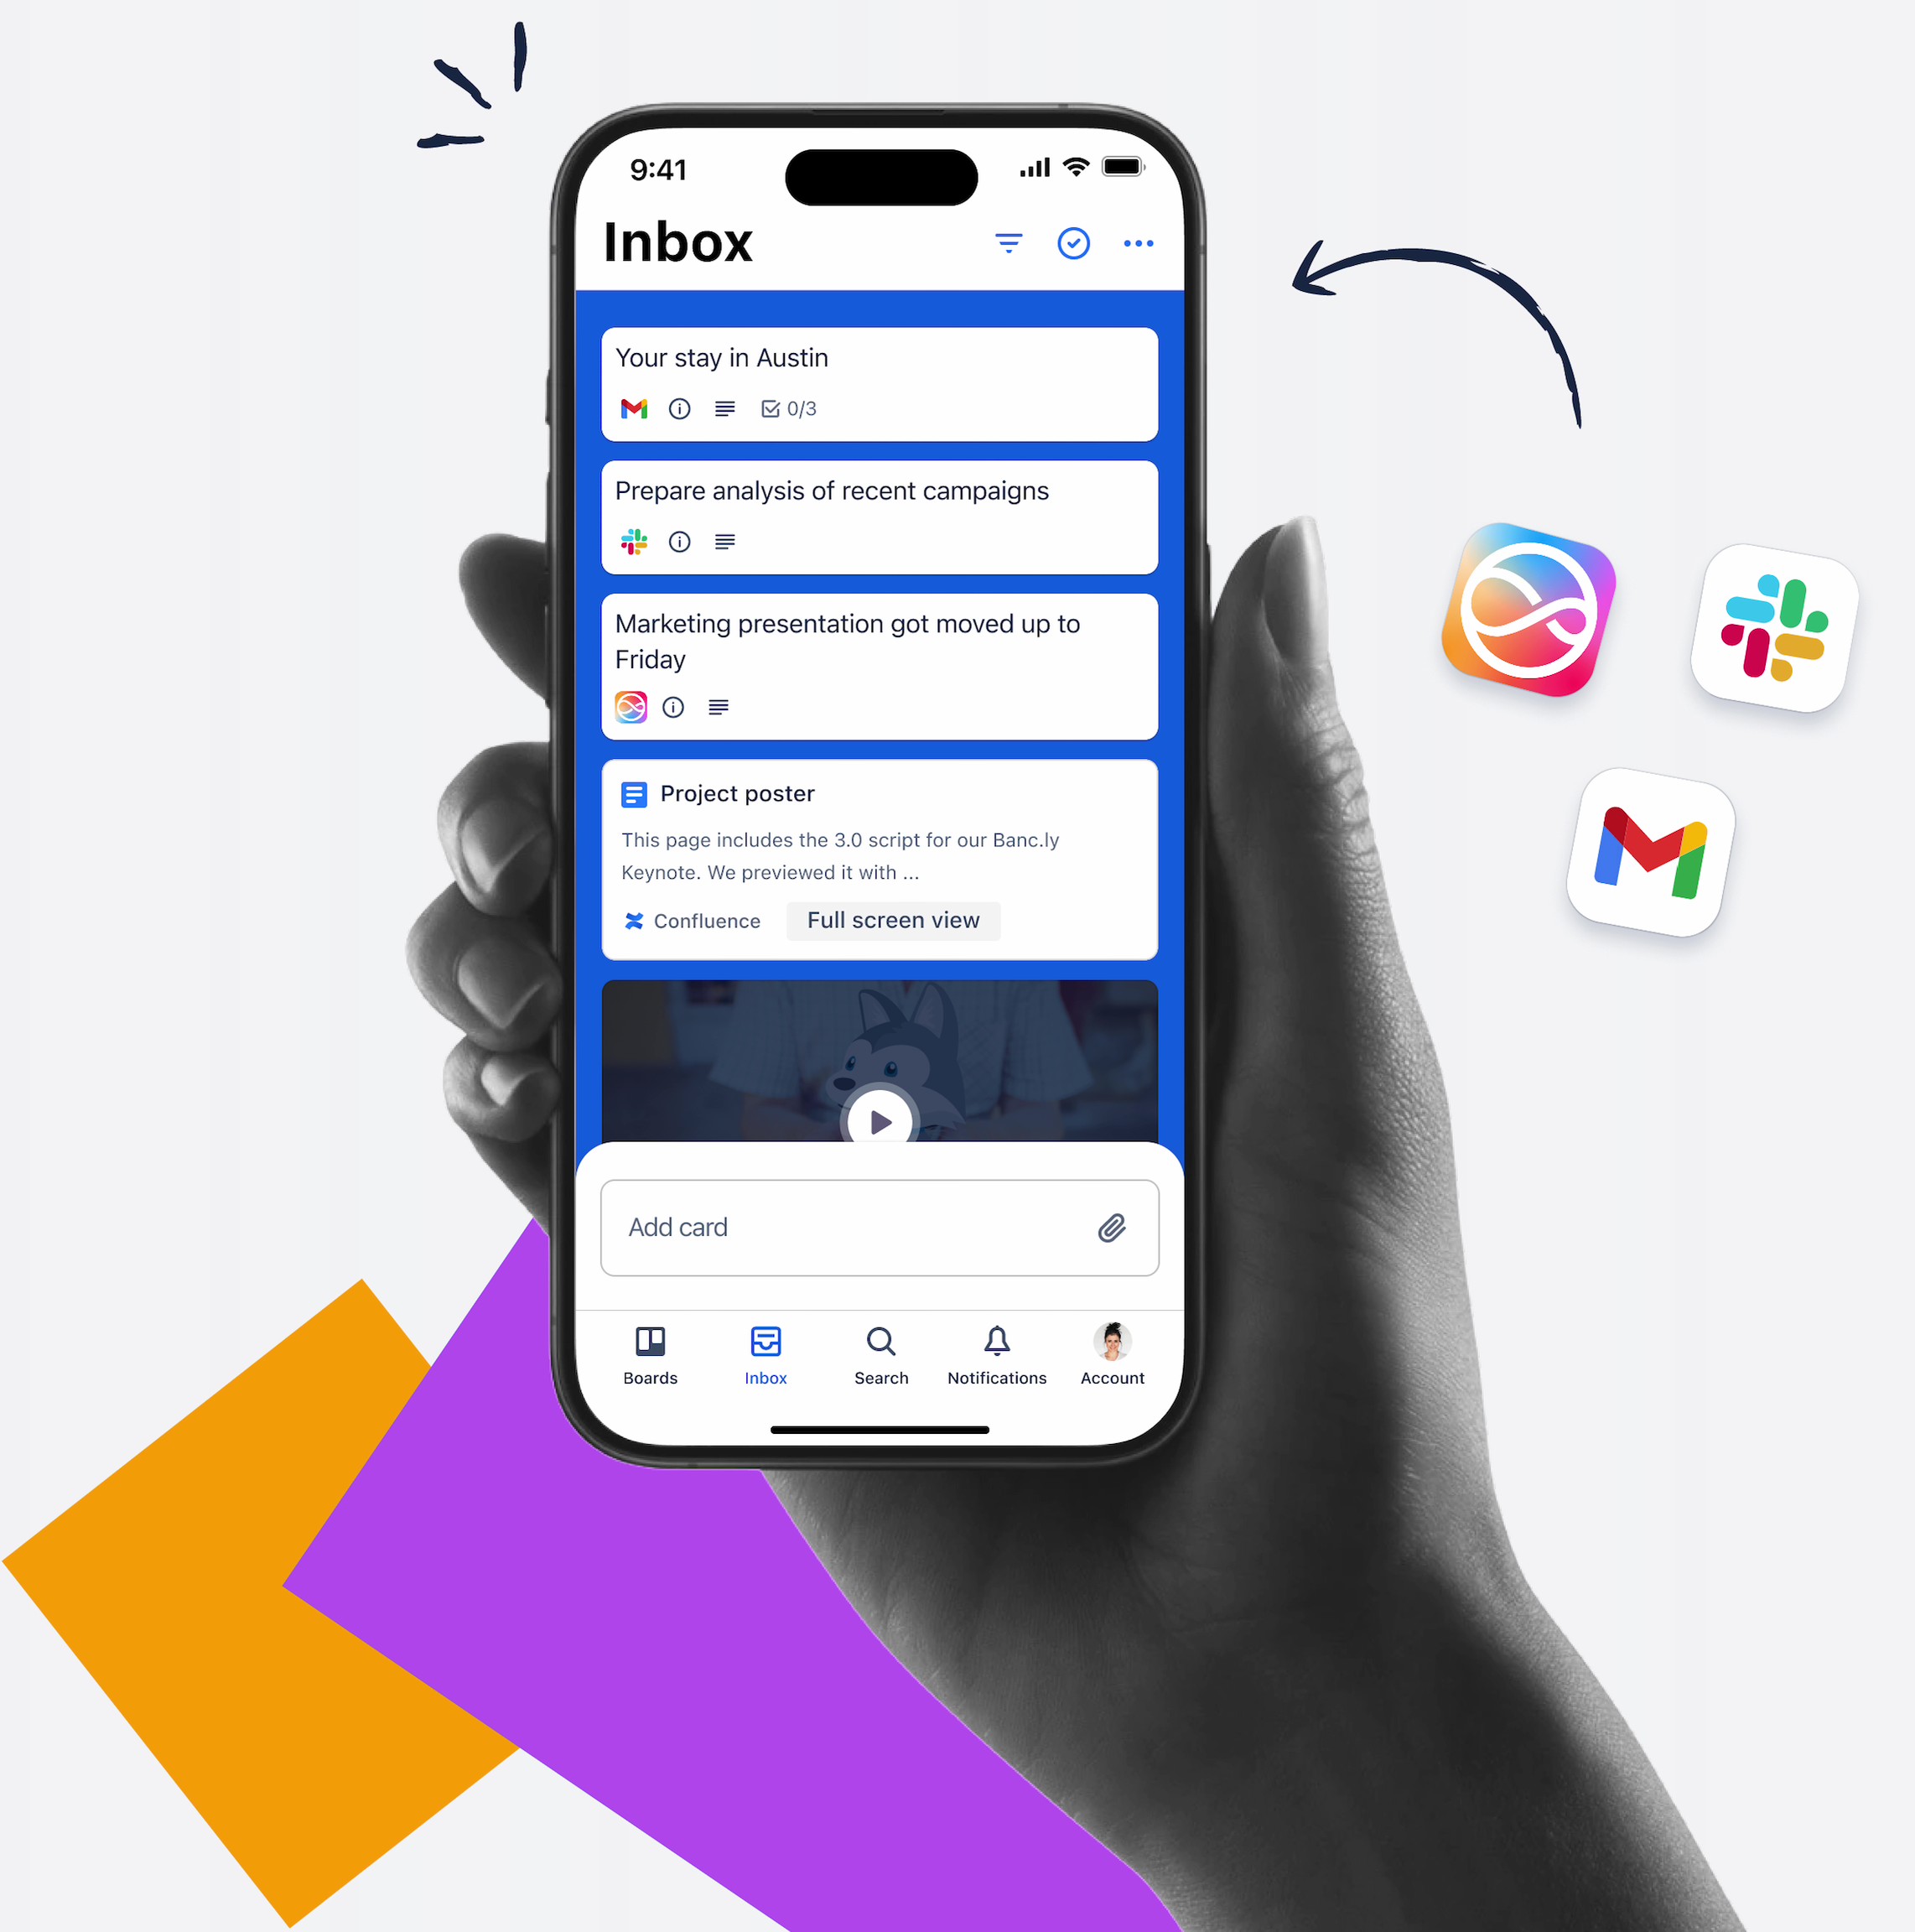 9:41
Inbox
Your stay in Austin
0/3
Prepare analysis of recent campaigns
Marketing presentation got moved up to
Friday
Project poster
This page includes the 3.0 script for our Banc.ly
Keynote. We previewed it with ...
Confluence
Full screen view
Add card
Boards
Inbox
Search
Notifications
Account